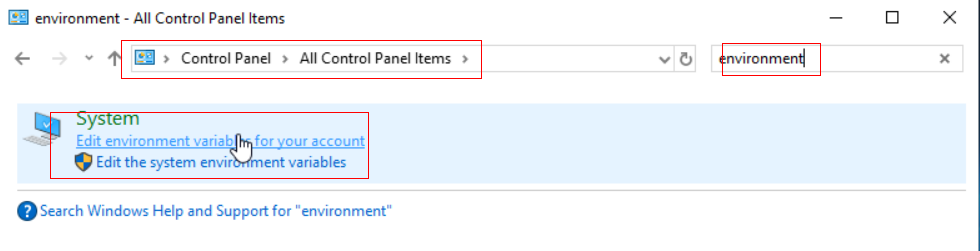 environment - All Control Panel Items
Control Panel > All Control Panel Items >
environment
System
Edit environment variables for your account
Edit the system environment variables
Search Windows Help and Support for "environment"